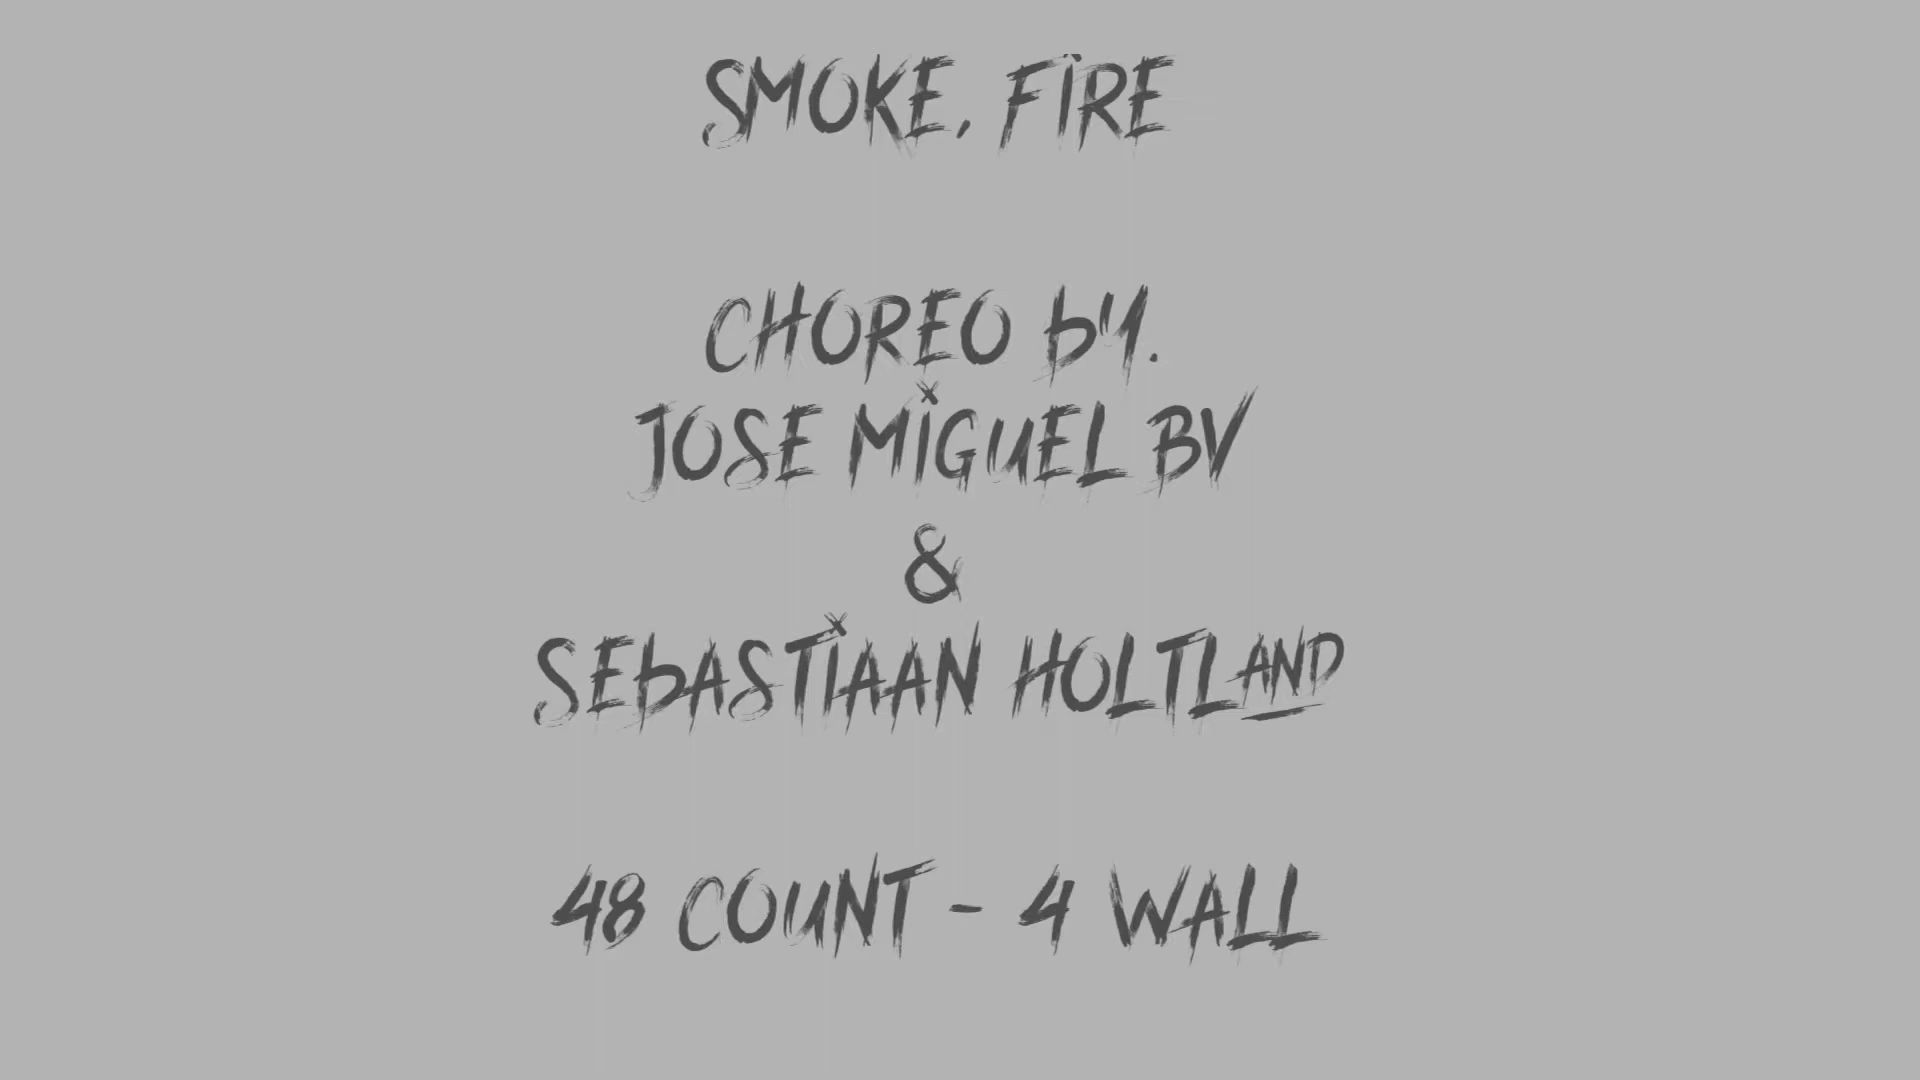 SMOKE, FIRE
CHOREO BY.
JOSE MIGUEL BV
&
SEBASTIAAN HOLTLAND
48 COUNT - 4 WALL